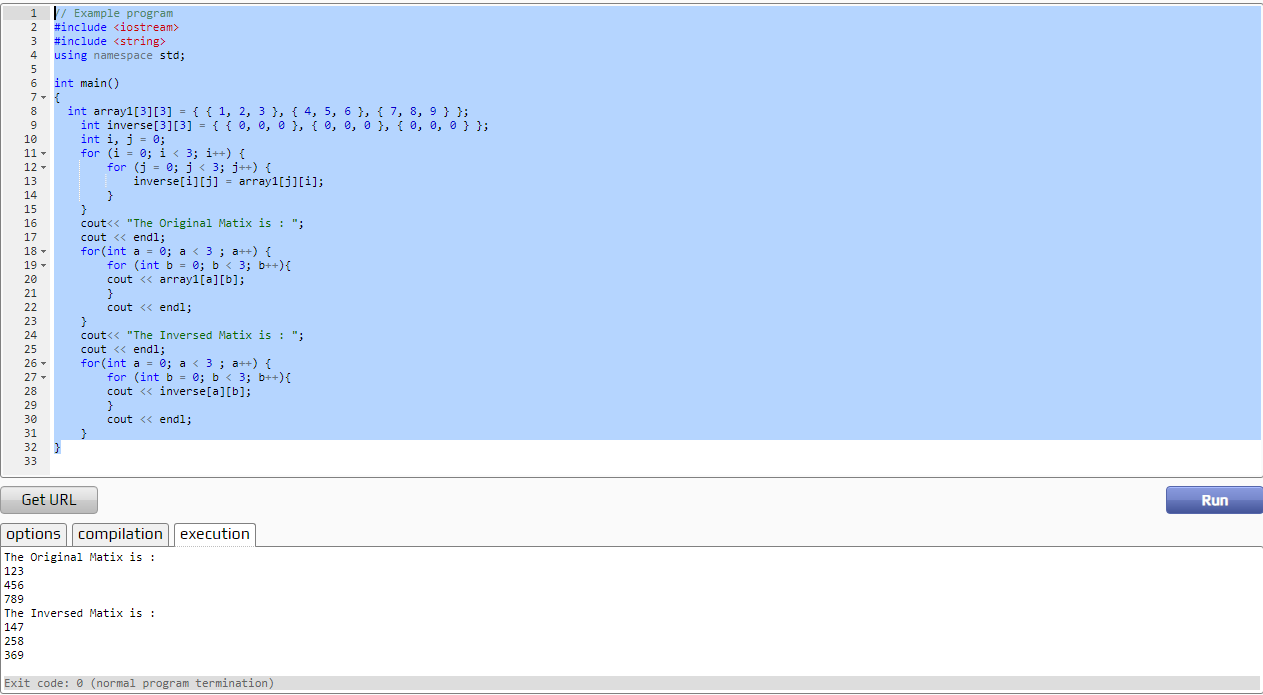 1 // Example program
2 #include <iostream>
3 #include <string>
4 using namespace std;
5
6 int main()
7 {
8   int array1[3][3] = { { 1, 2, 3 }, { 4, 5, 6 }, { 7, 8, 9 } };
9     int inverse[3][3] = { { 0, 0, 0 }, { 0, 0, 0 }, { 0, 0, 0 } };
10     int i, j = 0;
11     for (i = 0; i < 3; i++) {
12         for (j = 0; j < 3; j++) {
13             inverse[i][j] = array1[j][i];
14         }
15     }
16     cout<< "The Original Matix is : ";
17     cout << endl;
18     for(int a = 0; a < 3 ; a++) {
19         for (int b = 0; b < 3; b++){
20         cout << array1[a][b];
21         }
22         cout << endl;
23     }
24     cout<< "The Inversed Matix is : ";
25     cout << endl;
26     for(int a = 0; a < 3 ; a++) {
27         for (int b = 0; b < 3; b++){
28         cout << inverse[a][b];
29         }
30         cout << endl;
31     }
32 }
33
Get URL
Run
options compilation execution
The Original Matix is :
123
456
789
The Inversed Matix is :
147
258
369
Exit code: 0 (normal program termination)